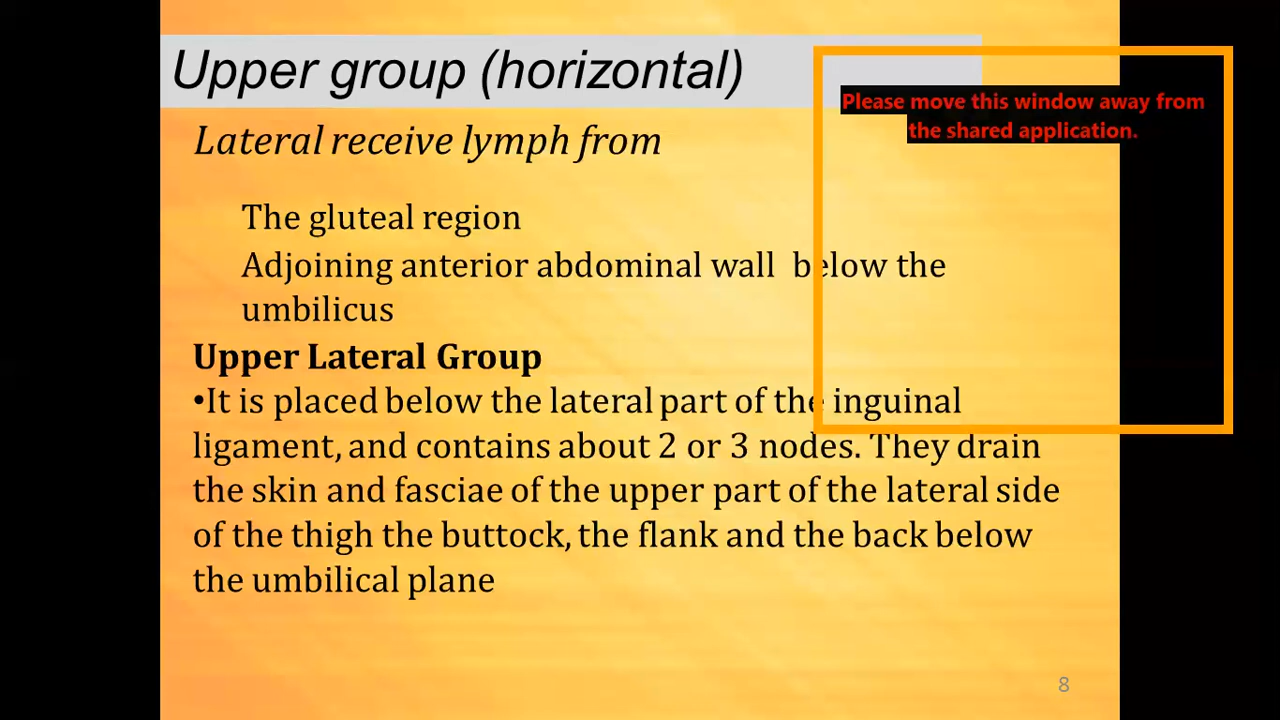 Upper group (horizontal)
Please move this window away from
the shared application.
Lateral receive lymph from
The gluteal region
Adjoining anterior abdominal wall below the
umbilicus
Upper Lateral Group
•It is placed below the lateral part of the inguinal
ligament, and contains about 2 or 3 nodes. They drain
the skin and fasciae of the upper part of the lateral side
of the thigh the buttock, the flank and the back below
the umbilical plane
8